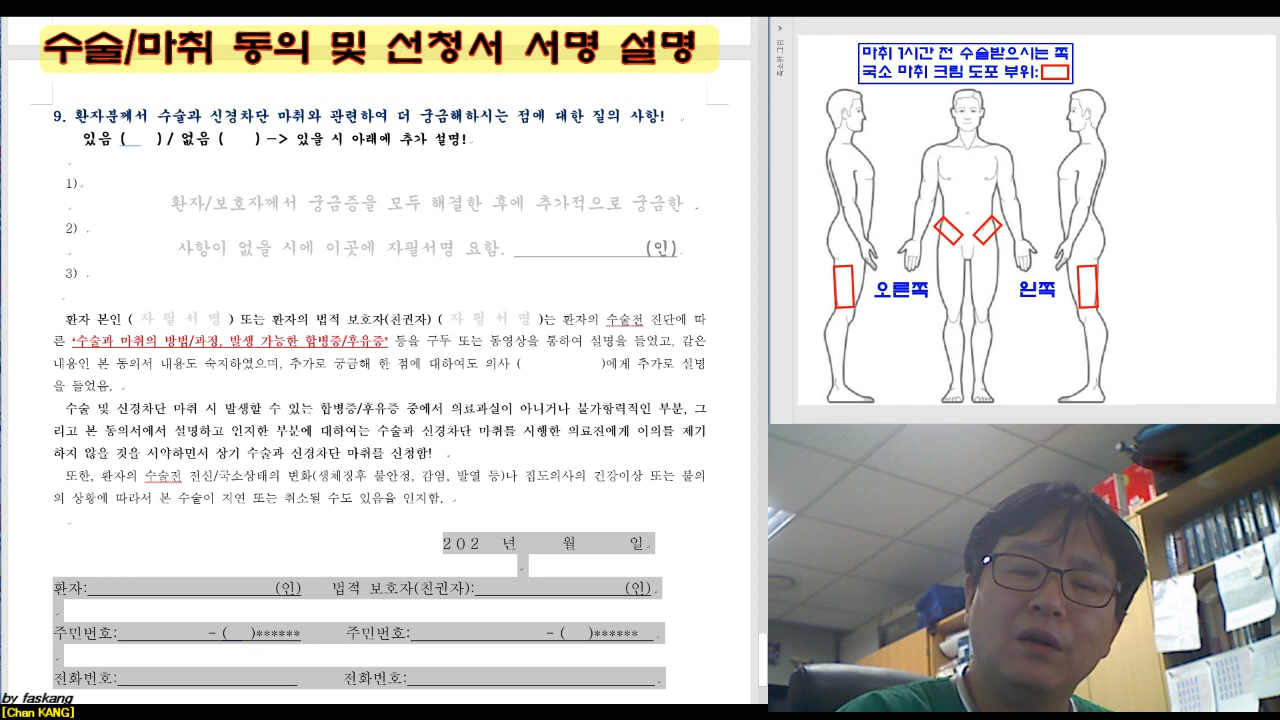 수술/마취 동의 및 신청서 서명 설명
9. 환자분께서 수술과 신경차단 마취와 관련하여 더 궁금해하시는 점에 대한 질의 사항!
있음 (    ) / 없음 (    ) -> 있을 시 아래에 추가 설명!
1)
환자/보호자께서 궁금증을 모두 해결한 후에 추가적으로 궁금한
2)
사항이 없을 시에 이곳에 자필서명 요함. ____________ (인)
3)
환자 본인 ( 자 필 서 명 ) 또는 환자의 법적 보호자(친권자) ( 자 필 서 명 )는 환자의 수술전 진단에 따
른 '수술과 마취의 방법/과정, 발생 가능한 합병증/후유증' 등을 구두 또는 동영상을 통하여 설명을 들었고, 같은
내용인 본 동의서 내용도 숙지하였으며, 추가로 궁금해 한 점에 대하여도 의사 (            )에게 추가로 설명
을 들었음.
수술 및 신경차단 마취 시 발생할 수 있는 합병증/후유증 중에서 의료과실이 아니거나 불가항력적인 부분, 그
리고 본 동의서에서 설명하고 인지한 부분에 대하여는 수술과 신경차단 마취를 시행한 의료진에게 이의를 제기
하지 않을 것을 서약하면서 상기 수술과 신경차단 마취를 신청함!
또한, 환자의 수술전 전신/국소상태의 변화(생체징후 불안정, 감염, 발열 등)나 집도의사의 건강이상 또는 불의
의 상황에 따라서 본 수술이 지연 또는 취소될 수도 있음을 인지함.
202   년      월      일
환자:____________________(인)    법적 보호자(친권자):____________________(인)
주민번호:__________ - (    )******    주민번호:______________ - (    )******
전화번호:____________________    전화번호:____________________
by faskang
[Chan KANG]
마취 1시간 전 수술받으시는 쪽
국소 마취 크림 도포 부위:
오른쪽
왼쪽